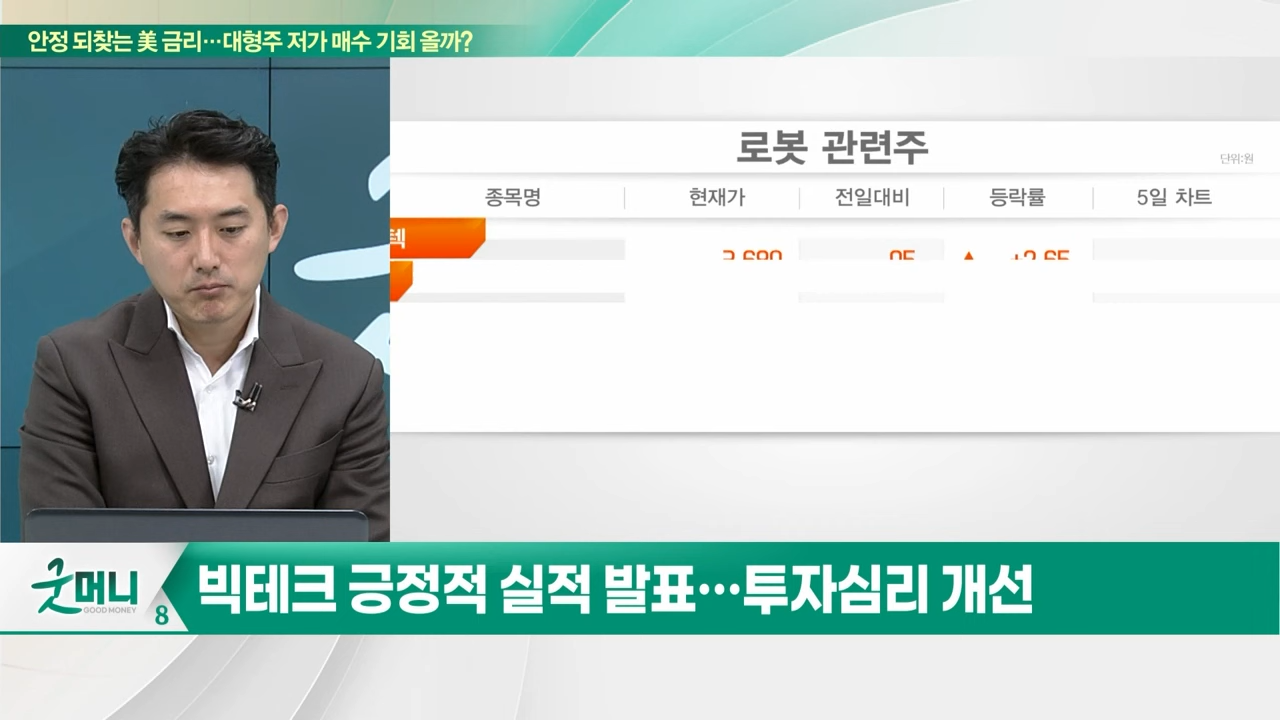 안정 되찾는 美 금리…대형주 저가 매수 기회 올까?
로봇 관련주
단위:원
종목명 현재가 전일대비 등락률 5일 차트
텍
굿머니
GOOD MONEY
8
빅테크 긍정적 실적 발표…투자심리 개선